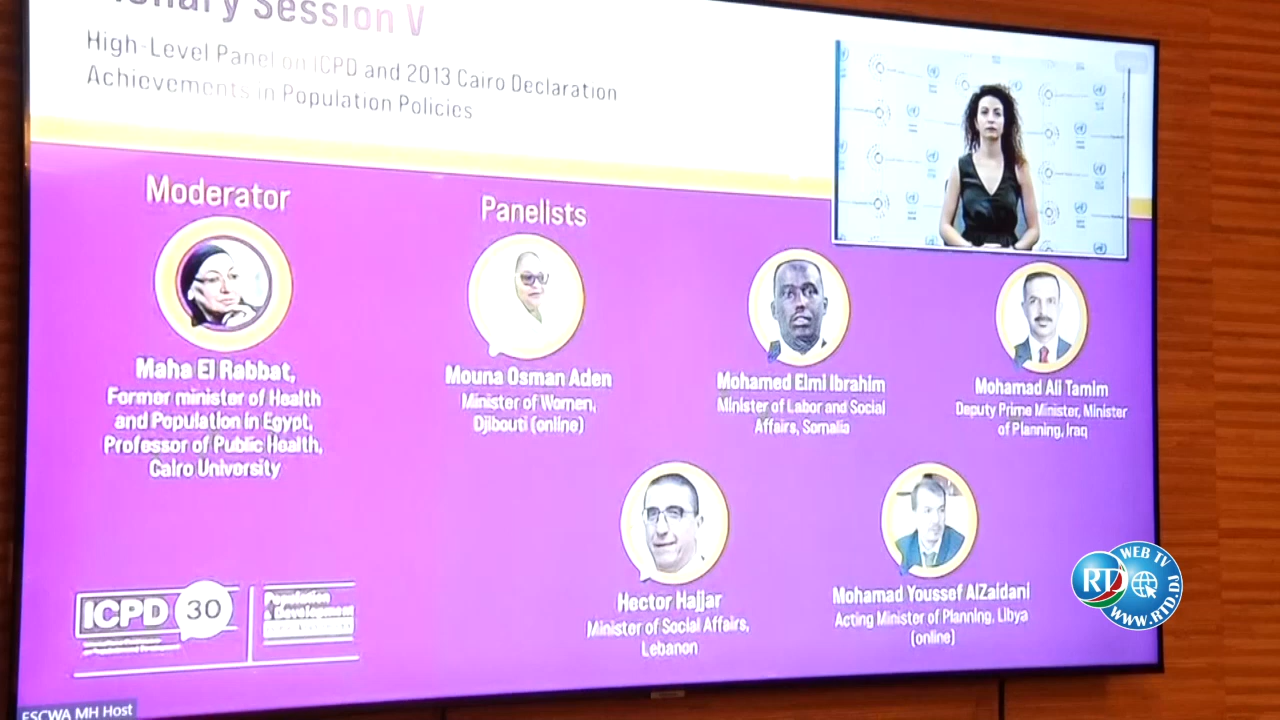 Plenary Session V
High-Level Panel on ICPD and 2013 Cairo Declaration
Achievements in Population Policies
Moderator
Maha El Rabbat,
Former minister of Health
and Population in Egypt,
Professor of Public Health,
Cairo University
Panelists
Mouna Osman Aden
Minister of Women,
Djibouti (online)
Mohamed Elmi Ibrahim
Minister of Labor and Social
Affairs, Somalia
Mohamad Ali Tamim
Deputy Prime Minister, Minister
of Planning, Iraq
Hector Hajjar
Minister of Social Affairs,
Lebanon
Mohamad Youssef AlZaidani
Acting Minister of Planning, Libya
(online)
ICPD 30
Population
& Development
ESCWA MH Host
RTD
WEB TV
WWW.RTD.DJ